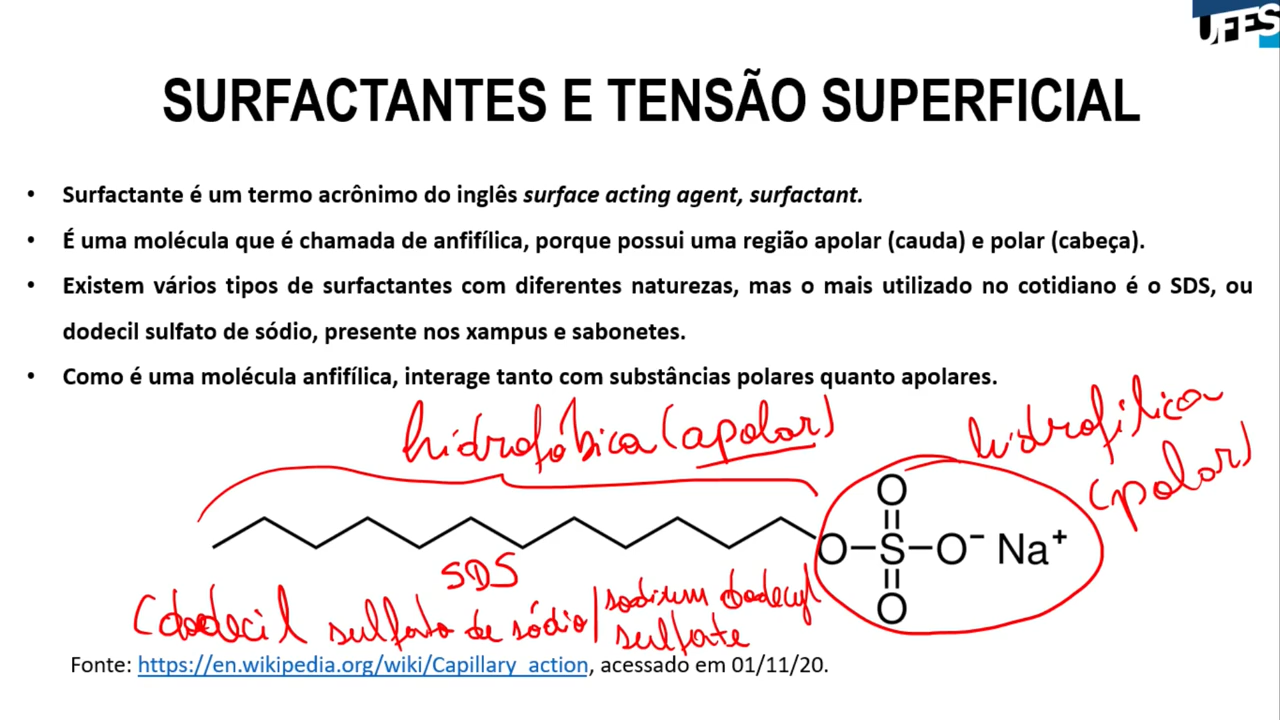 UFES
SURFACTANTES E TENSÃO SUPERFICIAL
• Surfactante é um termo acrônimo do inglês surface acting agent, surfactant.
• É uma molécula que é chamada de anfifílica, porque possui uma região apolar (cauda) e polar (cabeça).
• Existem vários tipos de surfactantes com diferentes naturezas, mas o mais utilizado no cotidiano é o SDS, ou
dodecil sulfato de sódio, presente nos xampus e sabonetes.
• Como é uma molécula anfifílica, interage tanto com substâncias polares quanto apolares.
hidrofóbica (apolar)
hidrofílica
(polar)
O
O—S—O⁻ Na⁺
O
SDS
(dodecil sulfato de sódio/sodium dodecyl
sulfate
Fonte: https://en.wikipedia.org/wiki/Capillary_action, acessado em 01/11/20.